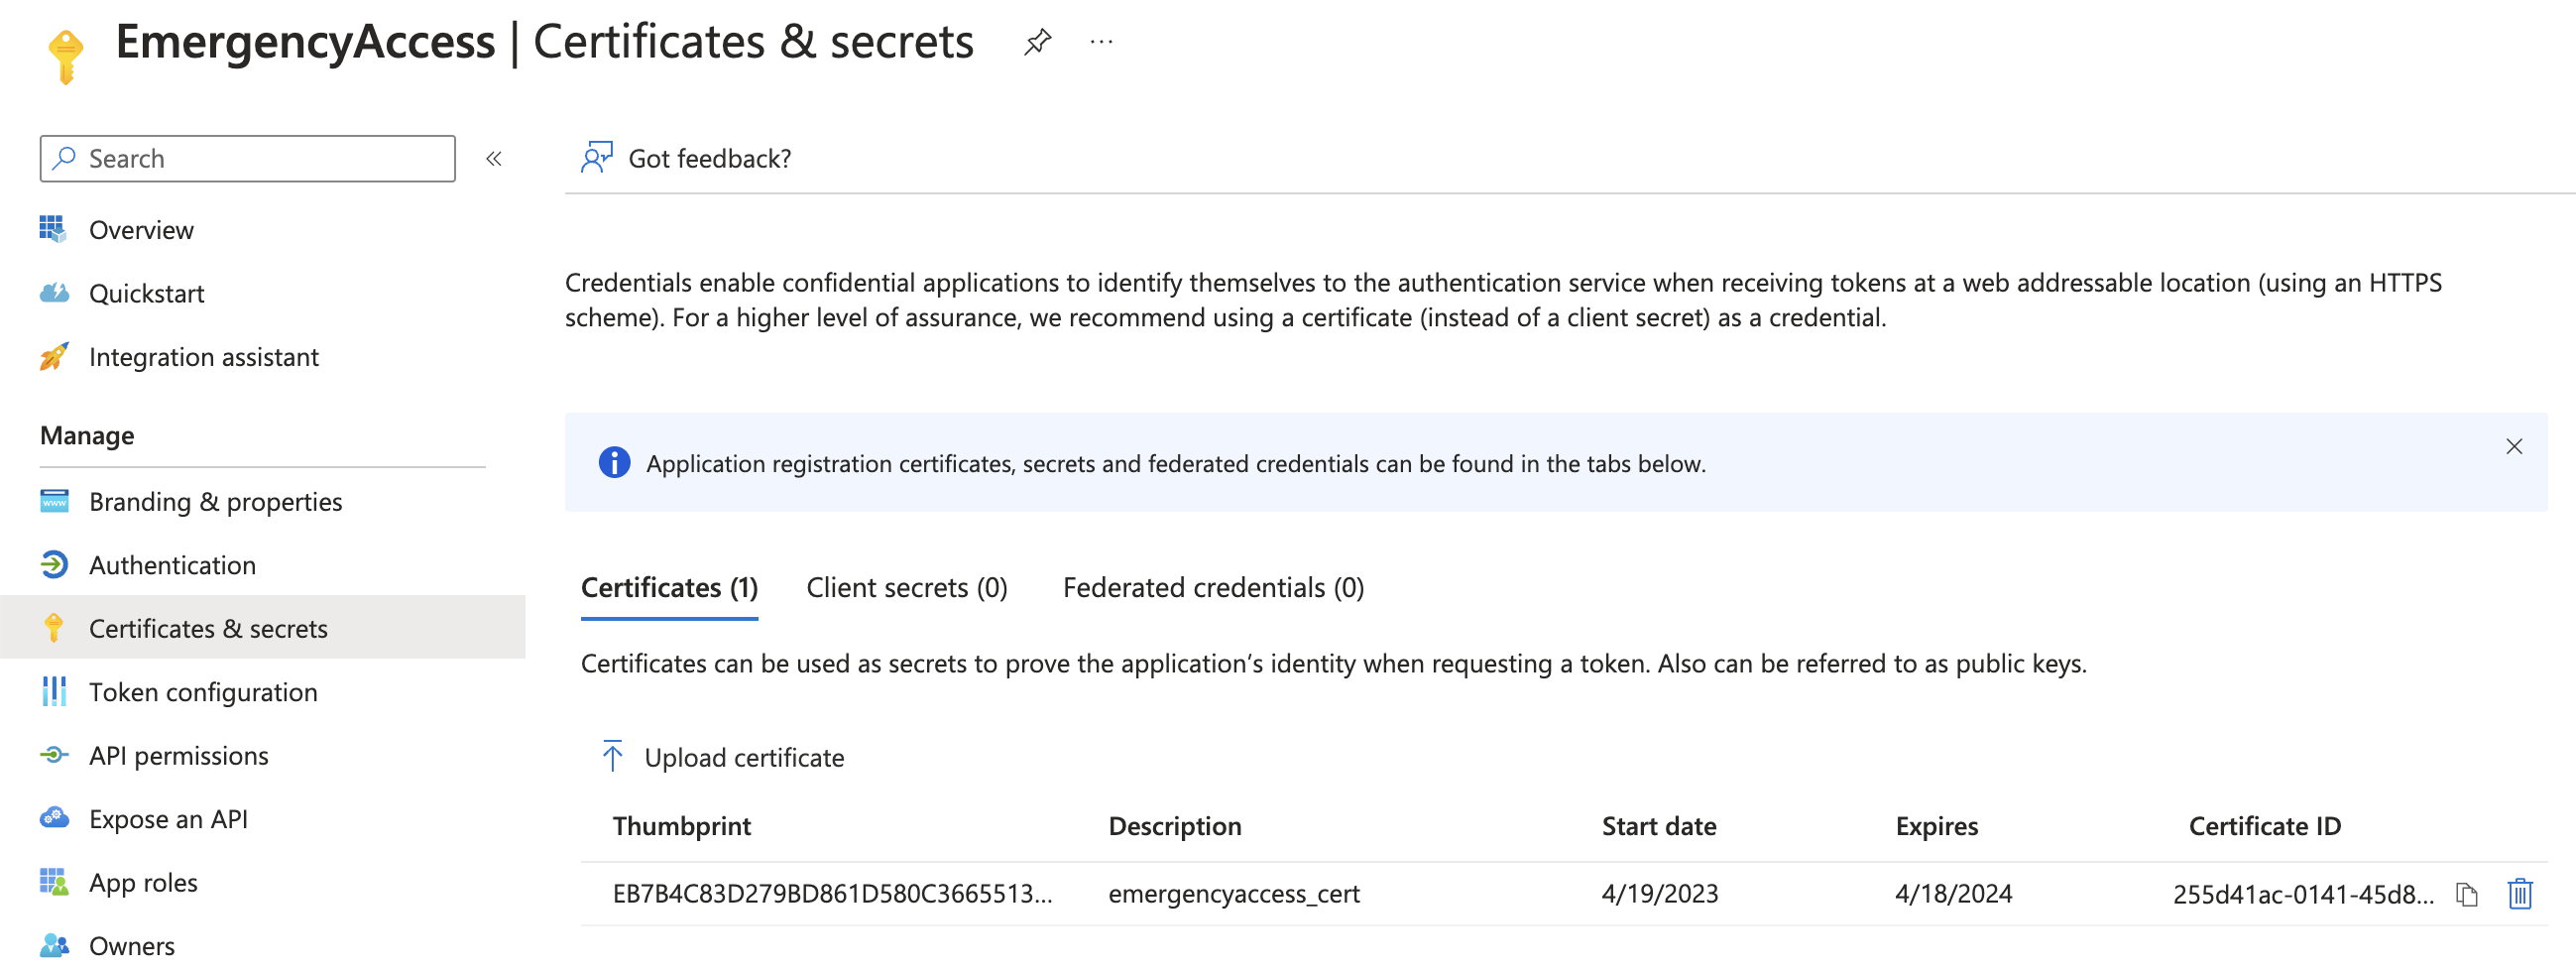 EmergencyAccess | Certificates & secrets
Search
Got feedback?
Overview
Quickstart
Integration assistant
Manage
Branding & properties
Authentication
Certificates & secrets
Token configuration
API permissions
Expose an API
App roles
Owners
Credentials enable confidential applications to identify themselves to the authentication service when receiving tokens at a web addressable location (using an HTTPS
scheme). For a higher level of assurance, we recommend using a certificate (instead of a client secret) as a credential.
Application registration certificates, secrets and federated credentials can be found in the tabs below.
Certificates (1) Client secrets (0) Federated credentials (0)
Certificates can be used as secrets to prove the application’s identity when requesting a token. Also can be referred to as public keys.
Upload certificate
Thumbprint Description Start date Expires Certificate ID
EB7B4C83D279BD861D580C3665513... emergencyaccess_cert 4/19/2023 4/18/2024 255d41ac-0141-45d8...